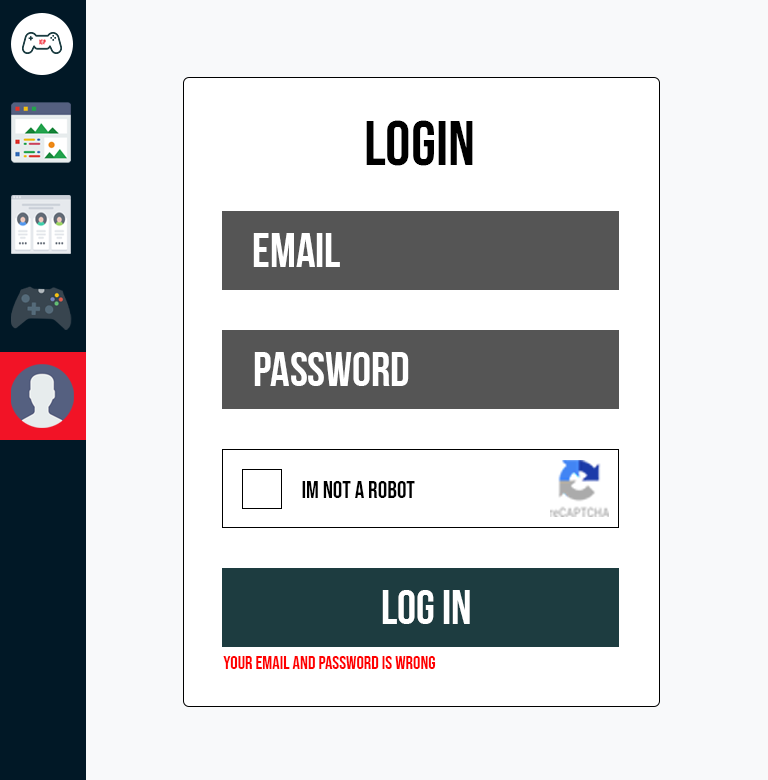 LOGIN
EMAIL
PASSWORD
IM NOT A ROBOT
reCAPTCHA
LOG IN
YOUR EMAIL AND PASSWORD IS WRONG